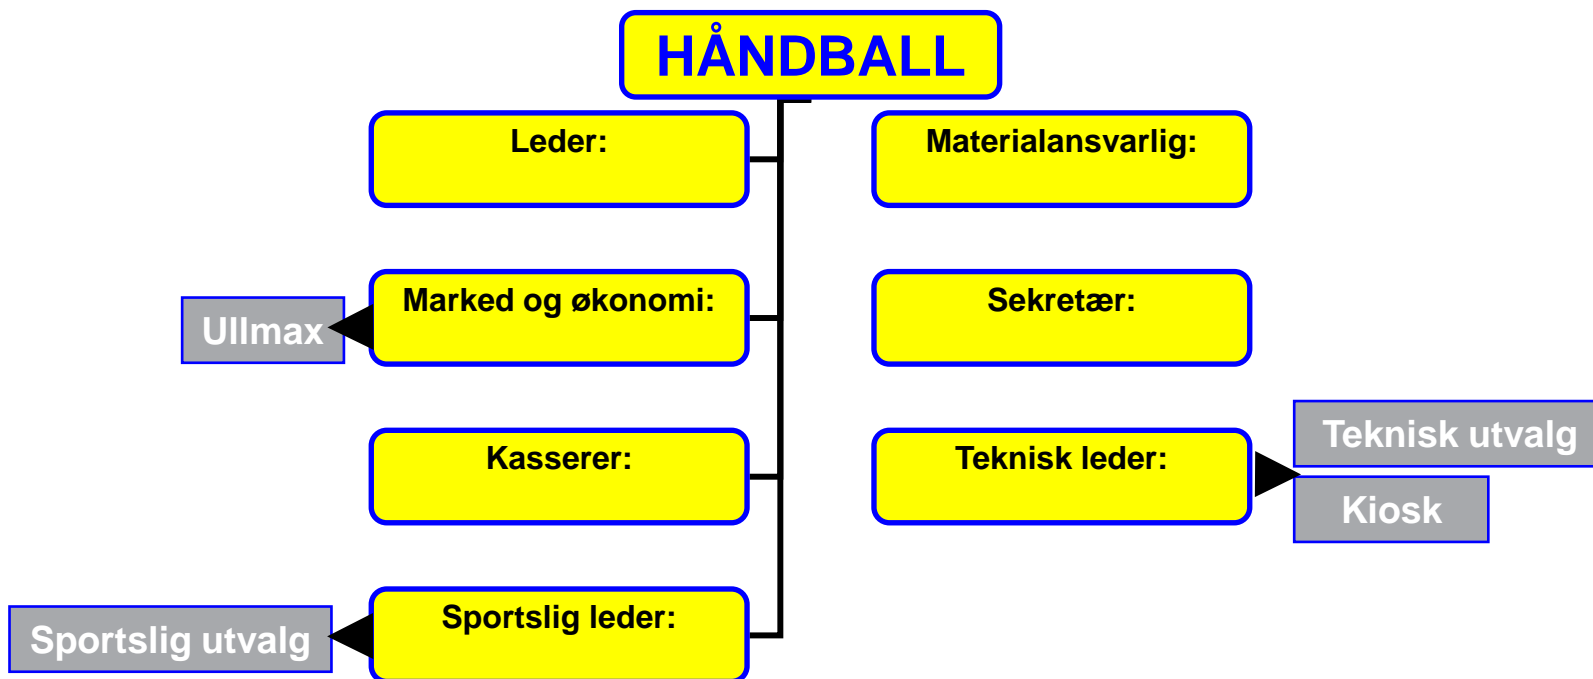 HÅNDBALL
Leder:
Materialansvarlig:
Marked og økonomi:
Sekretær:
Ullmax
Kasserer:
Teknisk leder:
Teknisk utvalg
Kiosk
Sportslig leder:
Sportslig utvalg